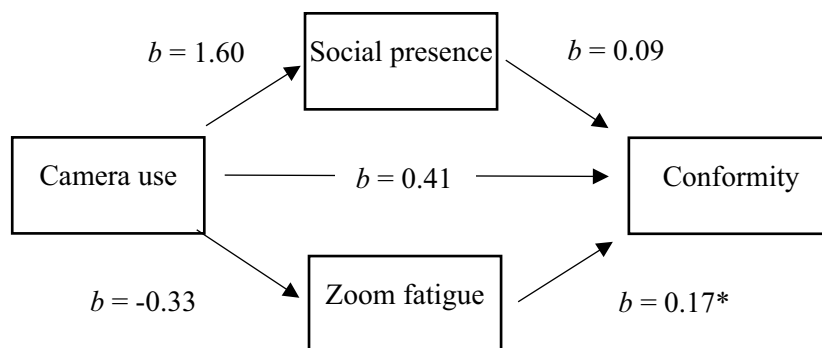 Social presence
b = 1.60
b = 0.09
Camera use
b = 0.41
Conformity
Zoom fatigue
b = -0.33
b = 0.17*